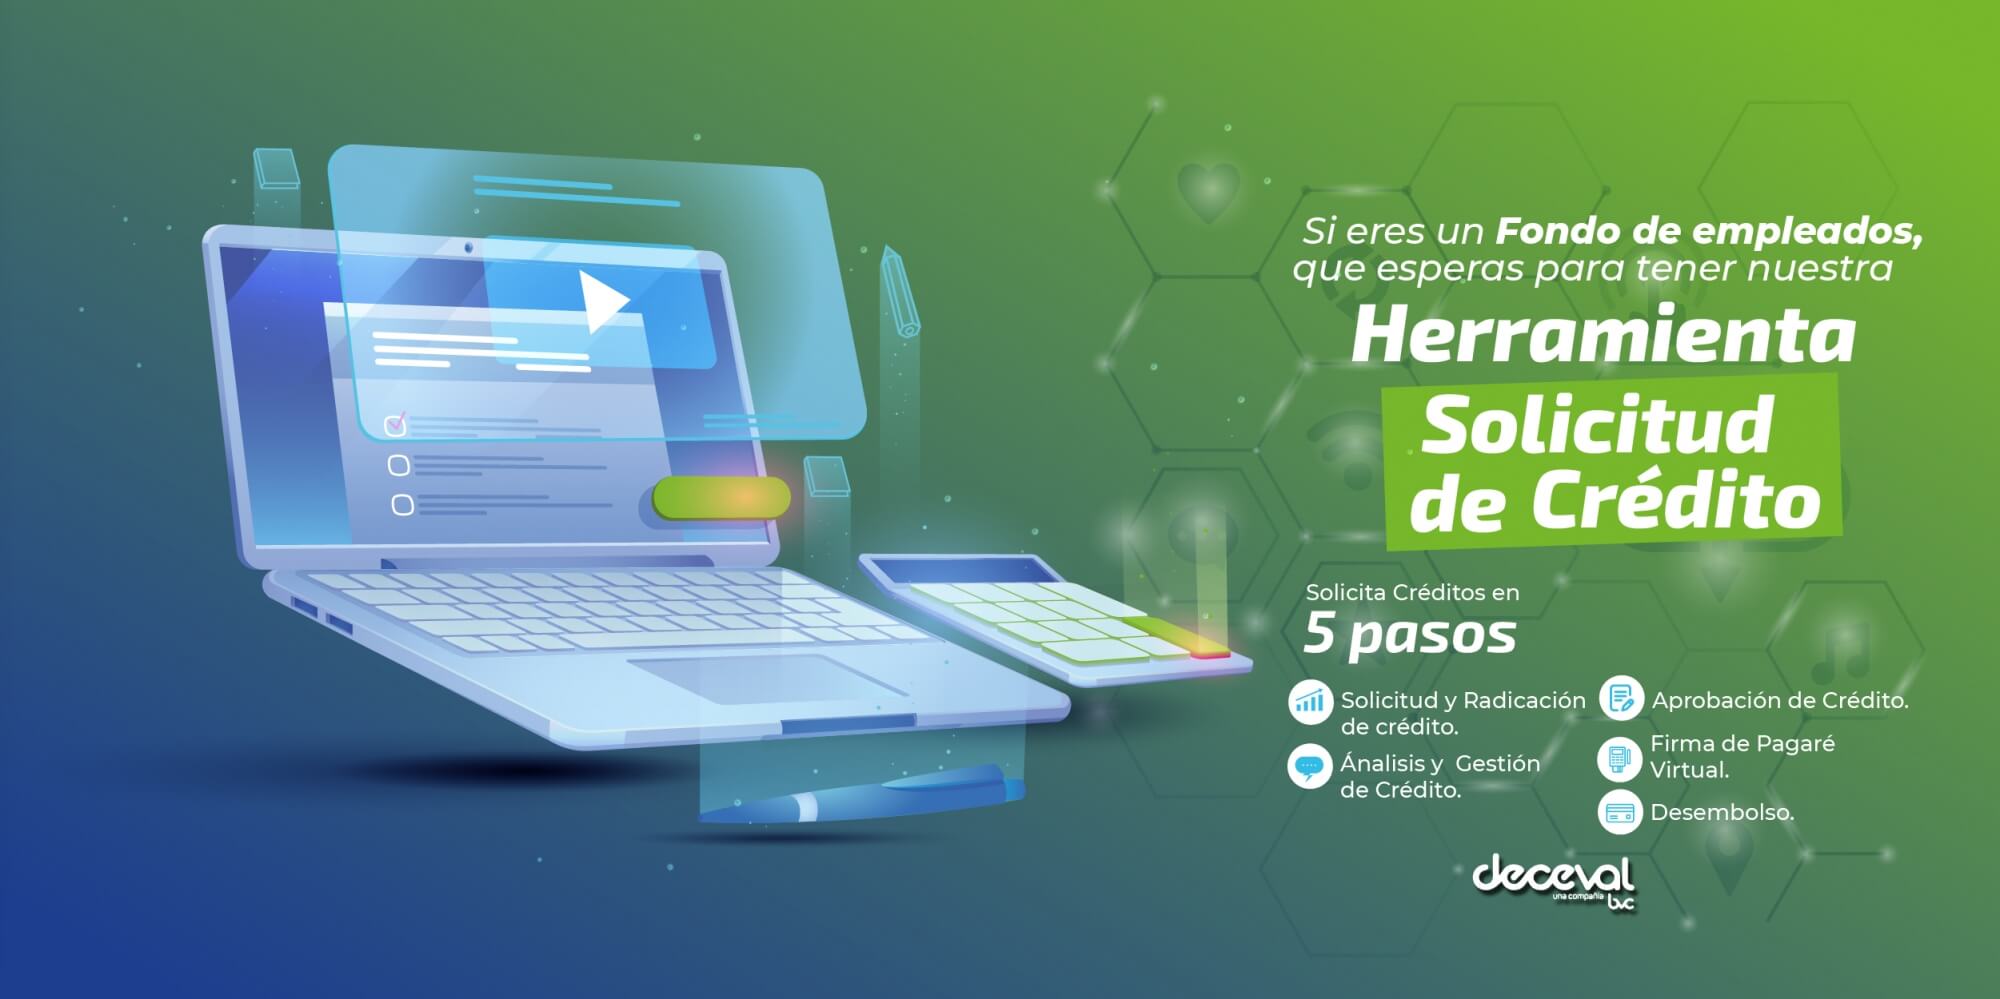 Si eres un Fondo de empleados,
que esperas para tener nuestra
Herramienta
Solicitud
de Crédito
Solicita Créditos en
5 pasos
Solicitud y Radicación
de crédito.
Ánalisis y Gestión
de Crédito.
Aprobación de Crédito.
Firma de Pagaré
Virtual.
Desembolso.
deceval
una compañía
bvc